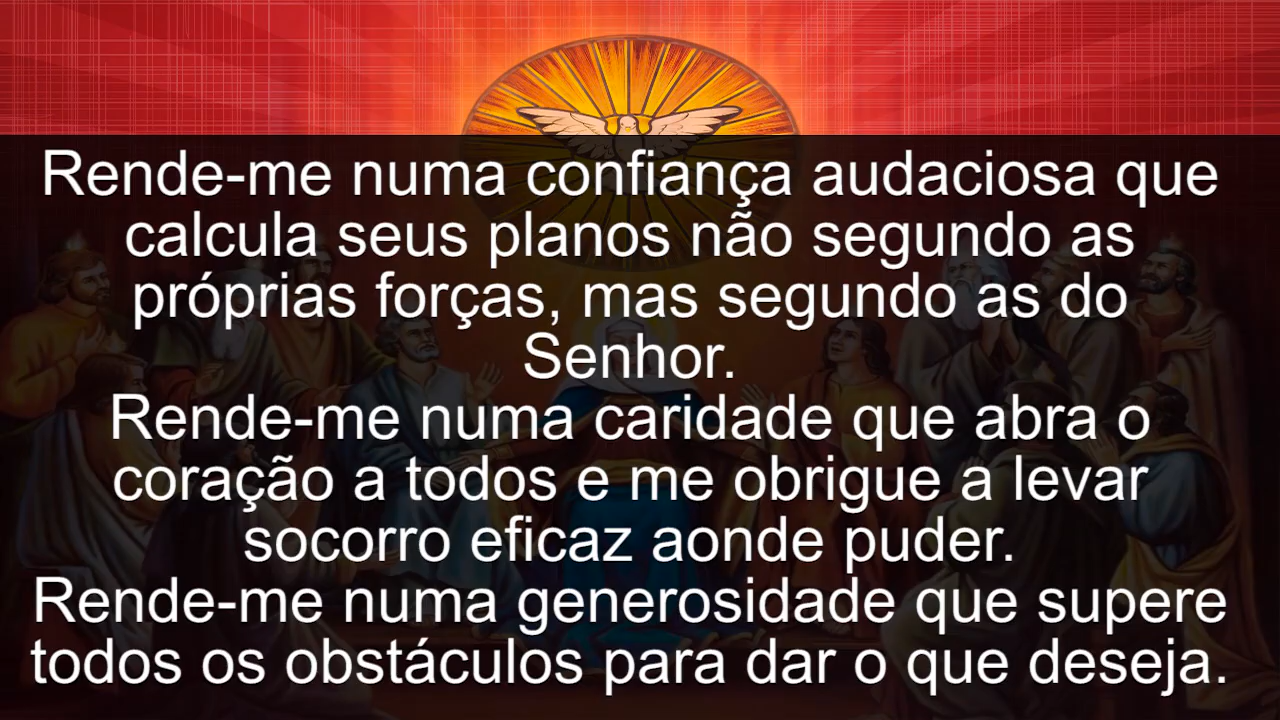 Rende-me numa confiança audaciosa que
calcula seus planos não segundo as
próprias forças, mas segundo as do
Senhor.
Rende-me numa caridade que abra o
coração a todos e me obrigue a levar
socorro eficaz aonde puder.
Rende-me numa generosidade que supere
todos os obstáculos para dar o que deseja.